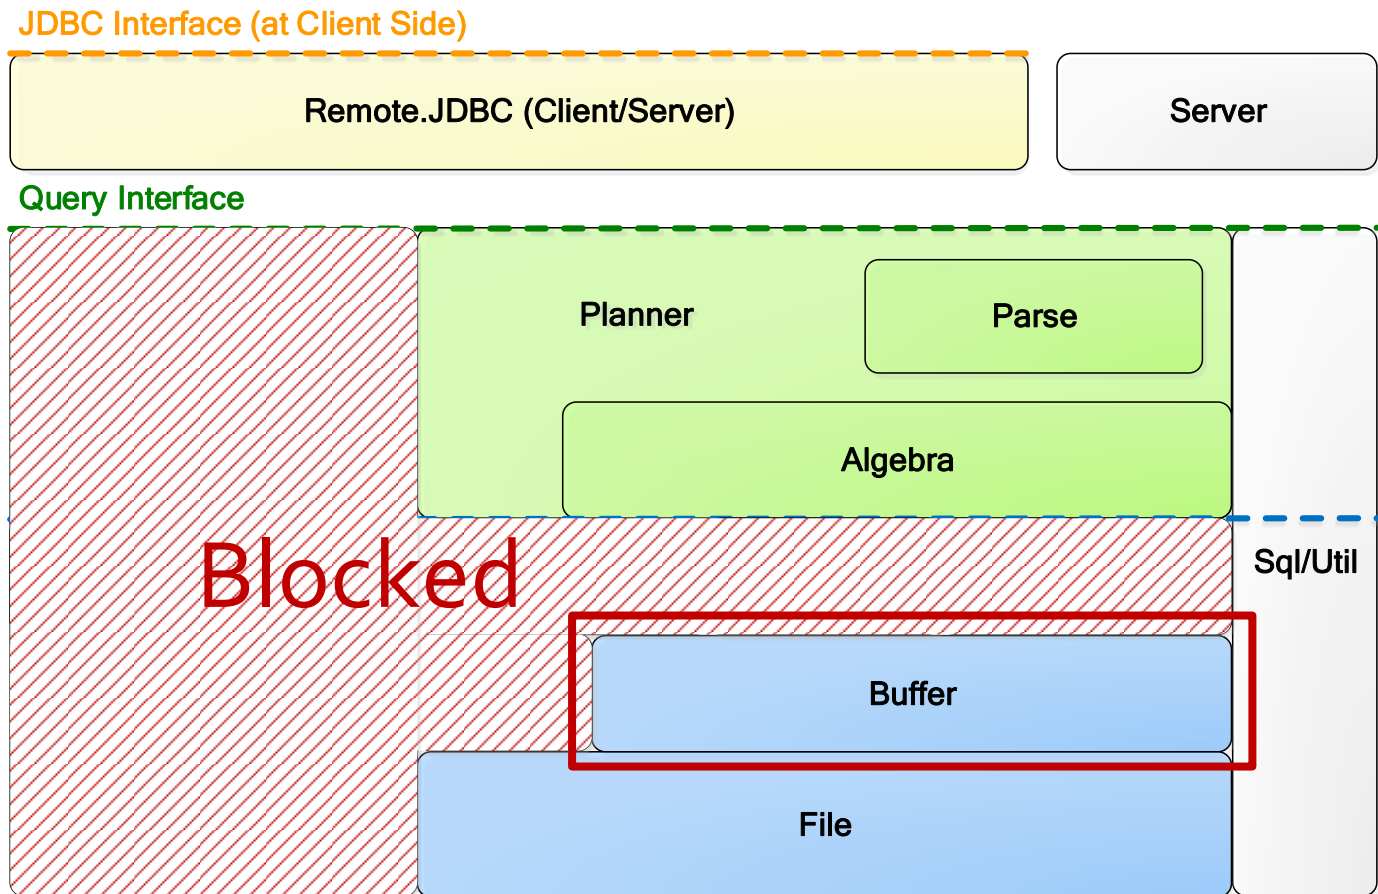 JDBC Interface (at Client Side)
Remote.JDBC (Client/Server)
Server
Query Interface
Planner
Parse
Algebra
Blocked
Sql/Util
Buffer
File